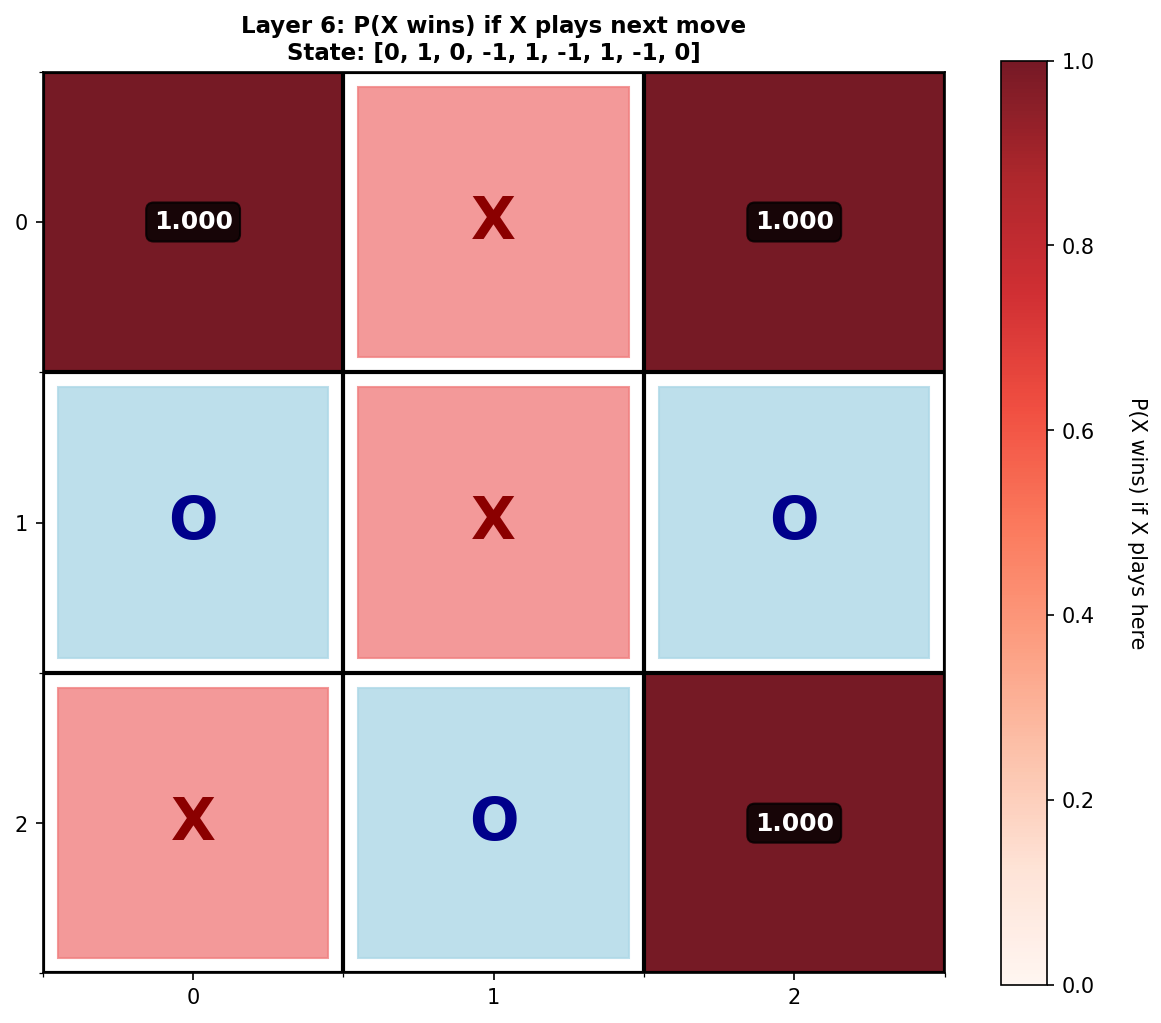 Layer 6: P(X wins) if X plays next move
State: [0, 1, 0, -1, 1, -1, 1, -1, 0]
1.000 X 1.000
O X O
X O 1.000
0
1
2
0 1 2
1.0
0.8
0.6
0.4
0.2
0.0
P(X wins) if X plays here